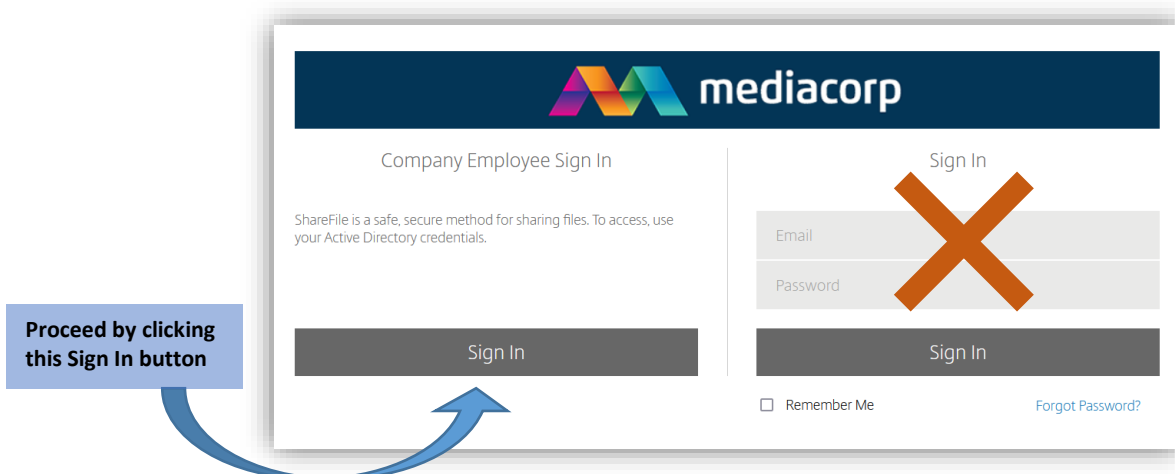 mediacorp
Company Employee Sign In
ShareFile is a safe, secure method for sharing files. To access, use
your Active Directory credentials.
Sign In
Sign In
Email
Password
Sign In
Remember Me
Forgot Password?
Proceed by clicking
this Sign In button